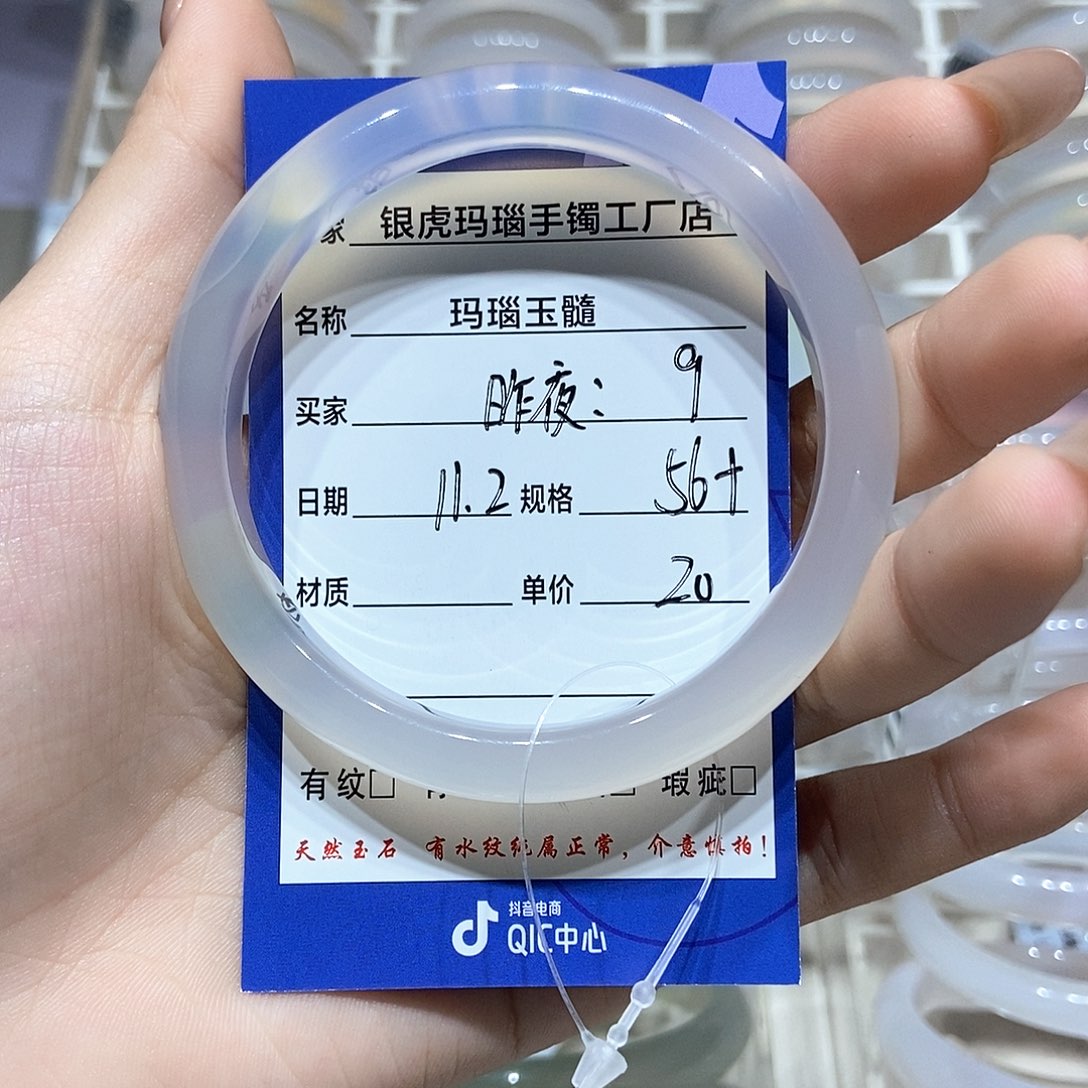 家 银虎玛瑙手镯工厂店
名称 玛瑙玉髓
买家 昨夜: 9
日期 11.2 规格 56+
材质 单价 20
有纹□ 瑕疵□
天然玉石 有水纹纯属正常,介意慎拍!
抖音电商
QIC中心